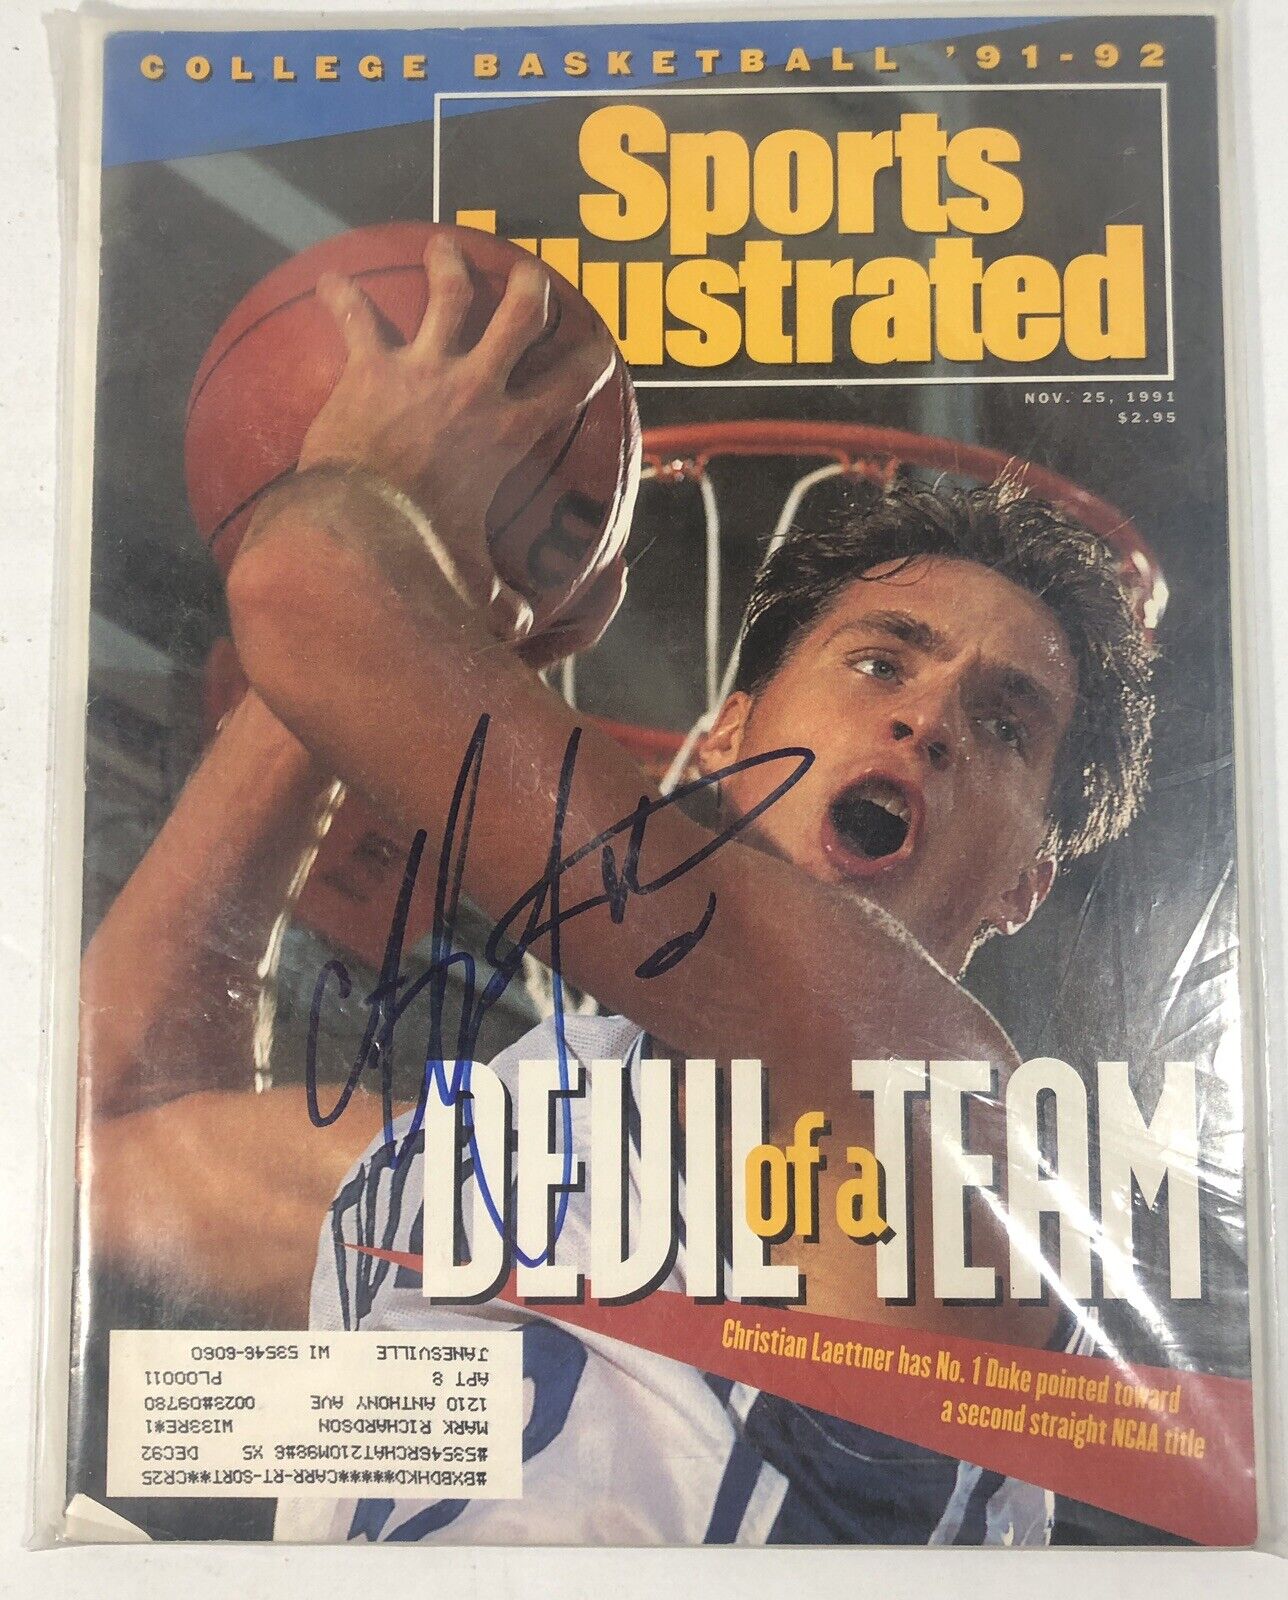 COLLEGE BASKETBALL '91-92
Sports
Illustrated
NOV. 25, 1991
$2.95
DEVIL of a TEAM
Christian Laettner has No. 1 Duke pointed toward
a second straight NCAA title
#BXBDHKD*******CARR-RT-SORT**CR25
#53546RCHAT210M98#6 X5 DEC92
MARK RICHARDSON WI33RE#1
1210 ANTHONY AVE 0023#09780
APT 8 PL00011
JANESVILLE WI 53546-6060